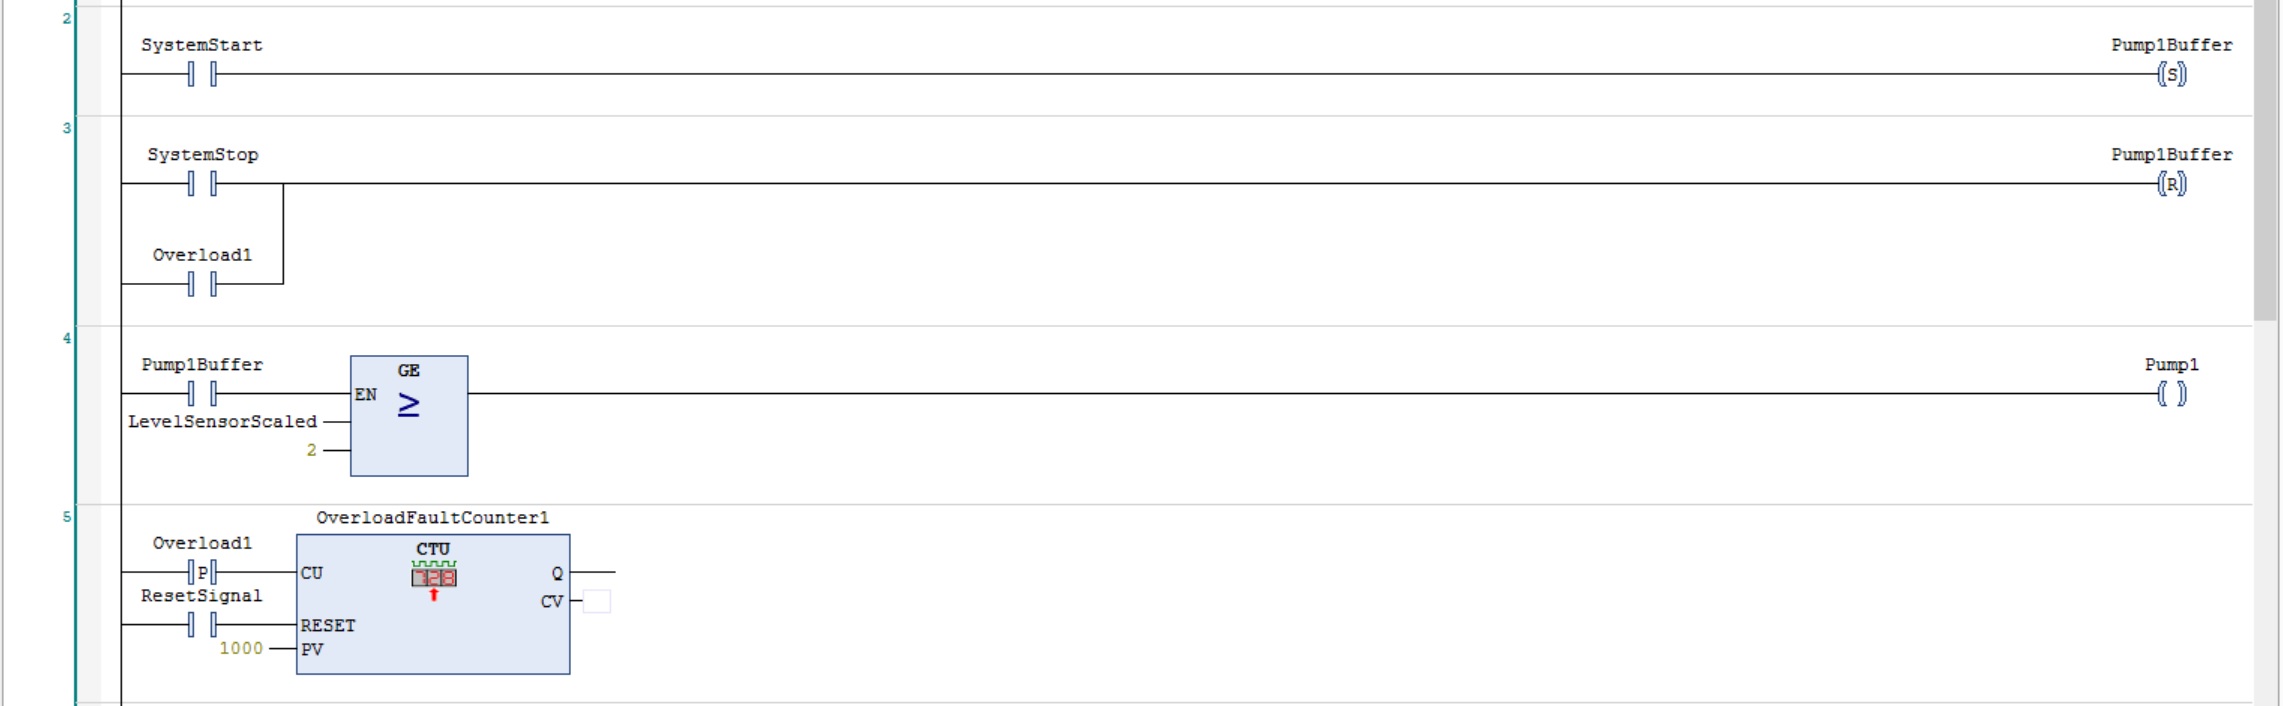 2
SystemStart
Pump1Buffer
S
3
SystemStop
Pump1Buffer
R
Overload1
4
Pump1Buffer
GE
Pump1
EN
≥
LevelSensorScaled
2
5
OverloadFaultCounter1
Overload1
CTU
P
CU
728
Q
ResetSignal
CV
RESET
1000
PV